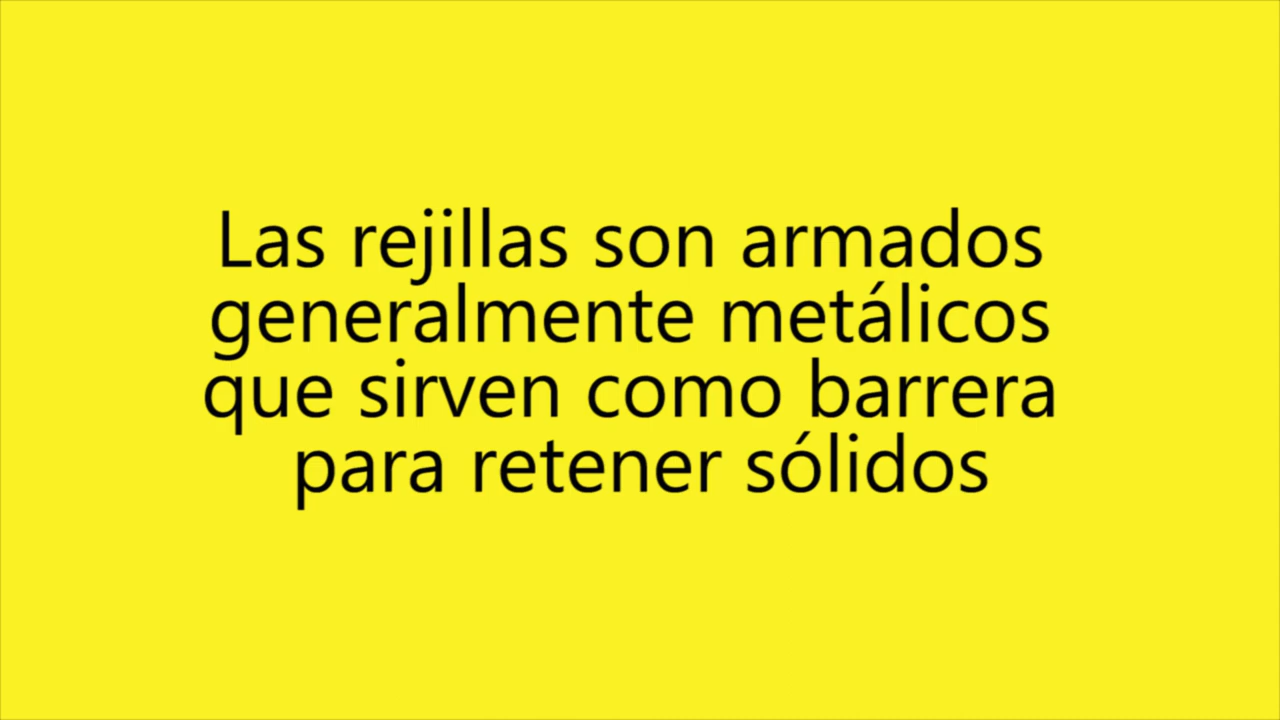 Las rejillas son armados
generalmente metálicos
que sirven como barrera
para retener sólidos